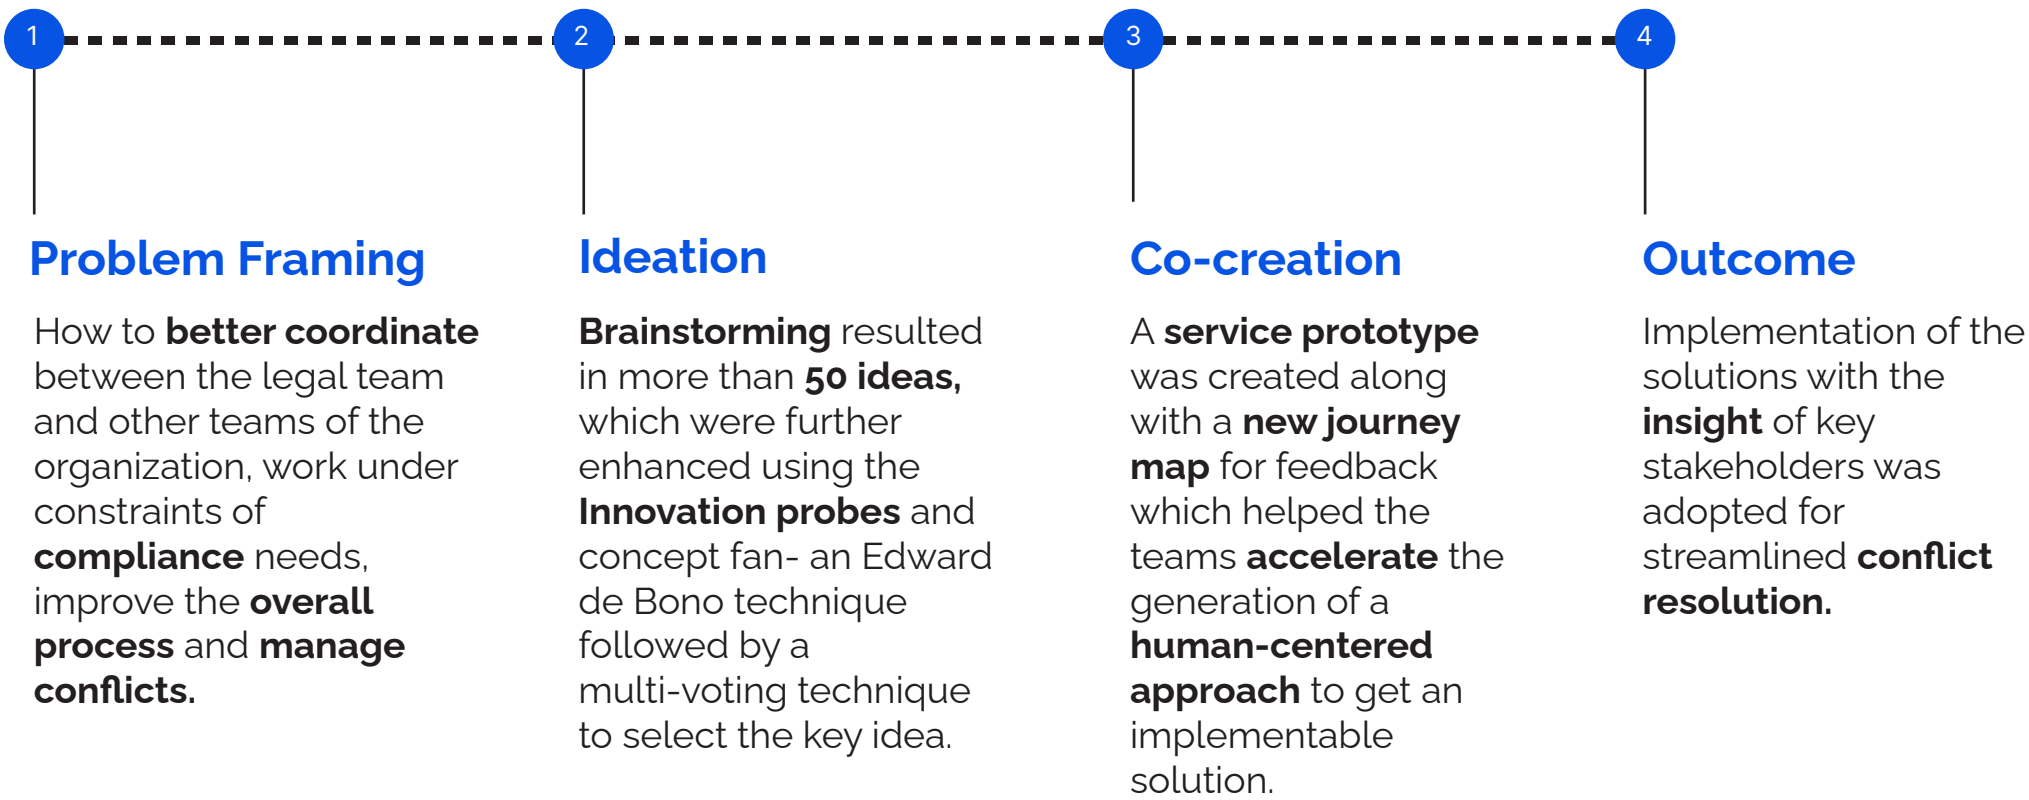 1
2
3
4
Problem Framing
How to better coordinate
between the legal team
and other teams of the
organization, work under
constraints of
compliance needs,
improve the overall
process and manage
conflicts.
Ideation
Brainstorming resulted
in more than 50 ideas,
which were further
enhanced using the
Innovation probes and
concept fan- an Edward
de Bono technique
followed by a
multi-voting technique
to select the key idea.
Co-creation
A service prototype
was created along
with a new journey
map for feedback
which helped the
teams accelerate the
generation of a
human-centered
approach to get an
implementable
solution.
Outcome
Implementation of the
solutions with the
insight of key
stakeholders was
adopted for
streamlined conflict
resolution.